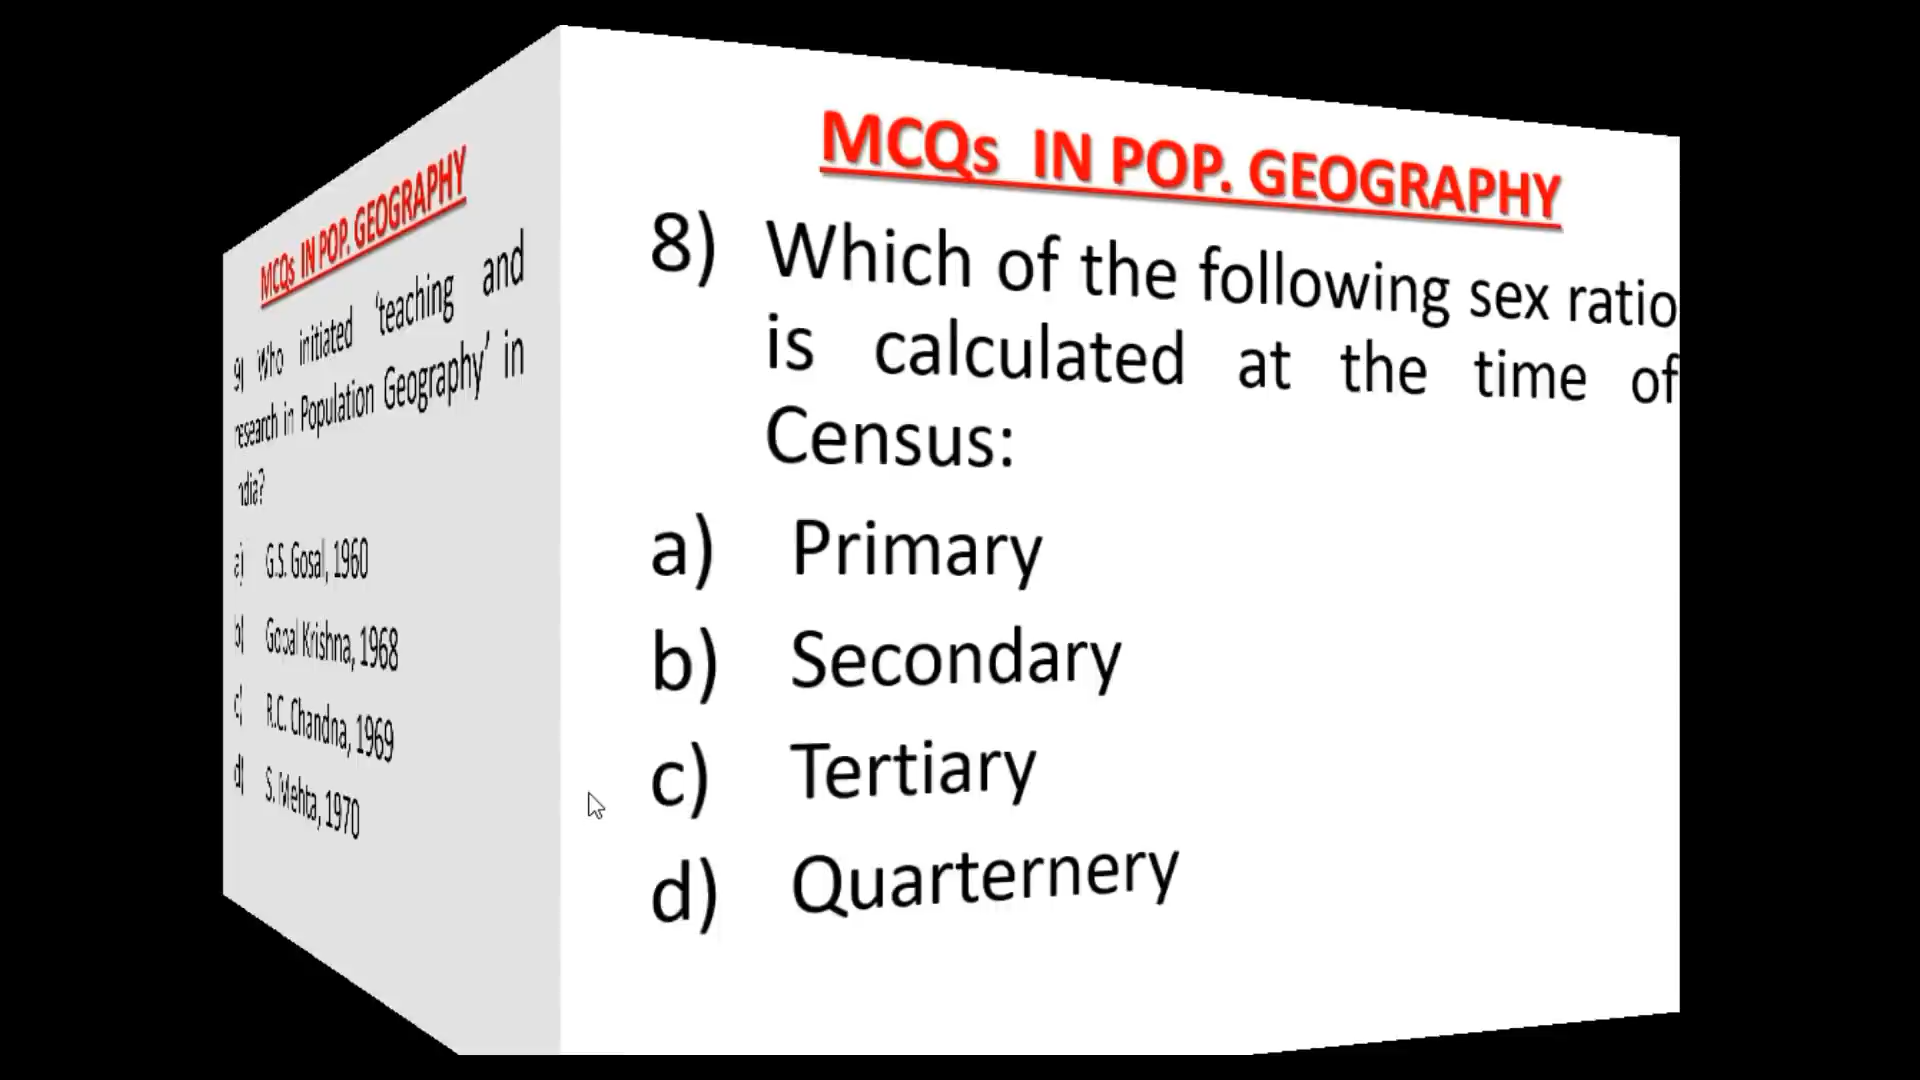 MCQs IN POP. GEOGRAPHY
9) Who initiated ‘teaching and
research in Population Geography’ in
ndia?
a) G.S. Gosal, 1960
b) Gopal Krishna, 1968
c) R.C. Chandna, 1969
d) S. Mehta, 1970
MCQs IN POP. GEOGRAPHY
8) Which of the following sex ratio
is calculated at the time of
Census:
a) Primary
b) Secondary
c) Tertiary
d) Quarternery